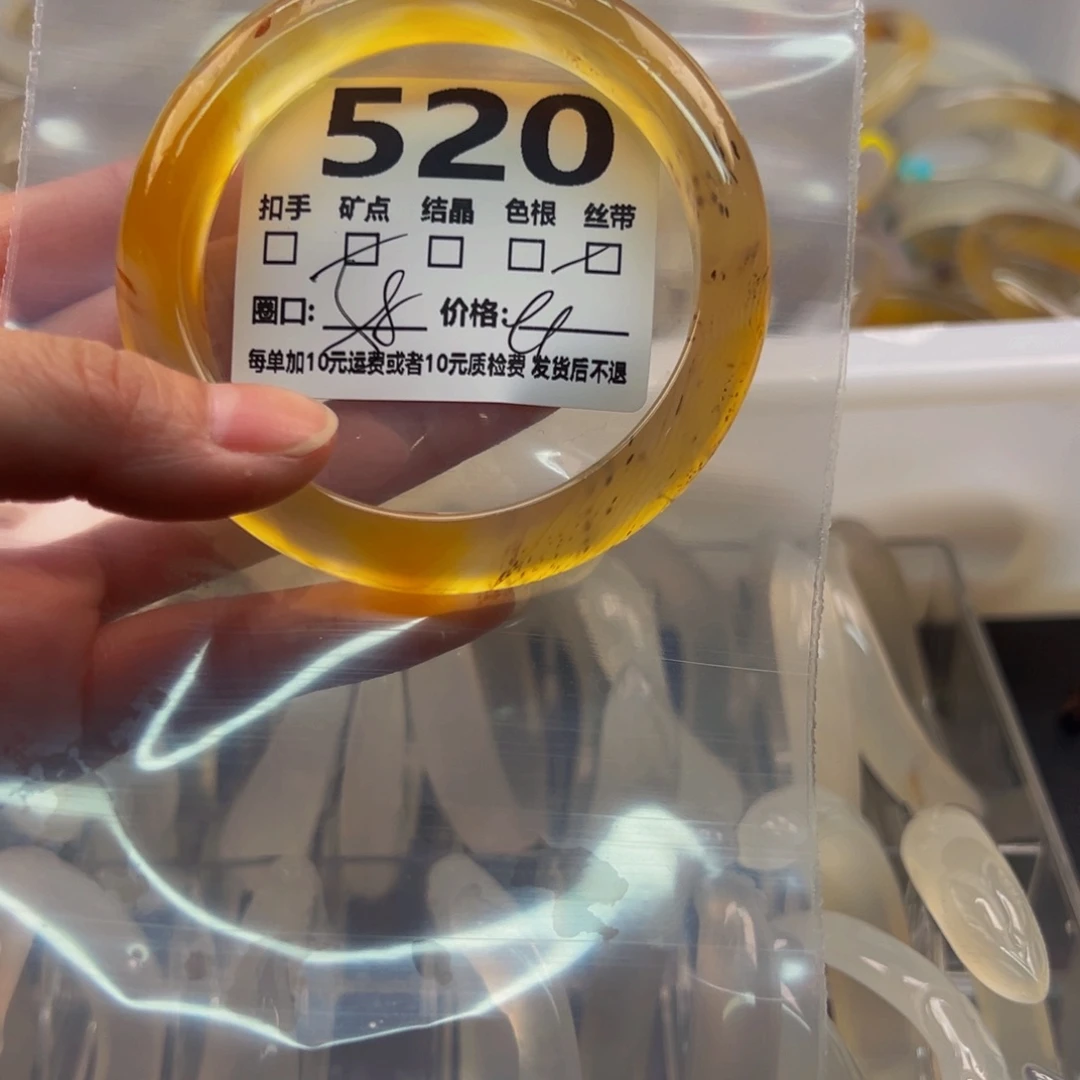 520
扣手 矿点 结晶 色根 丝带
圈口: 58 价格:
每单加10元运费或者10元质检费 发货后不退